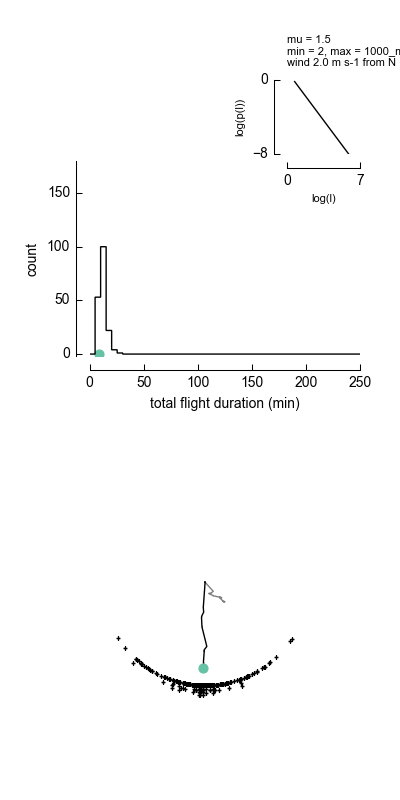 mu = 1.5
min = 2, max = 1000_m
wind 2.0 m s-1 from N
0
log(p(l))
−8
0 7
log(l)
150
100
count
50
0
0 50 100 150 200 250
total flight duration (min)